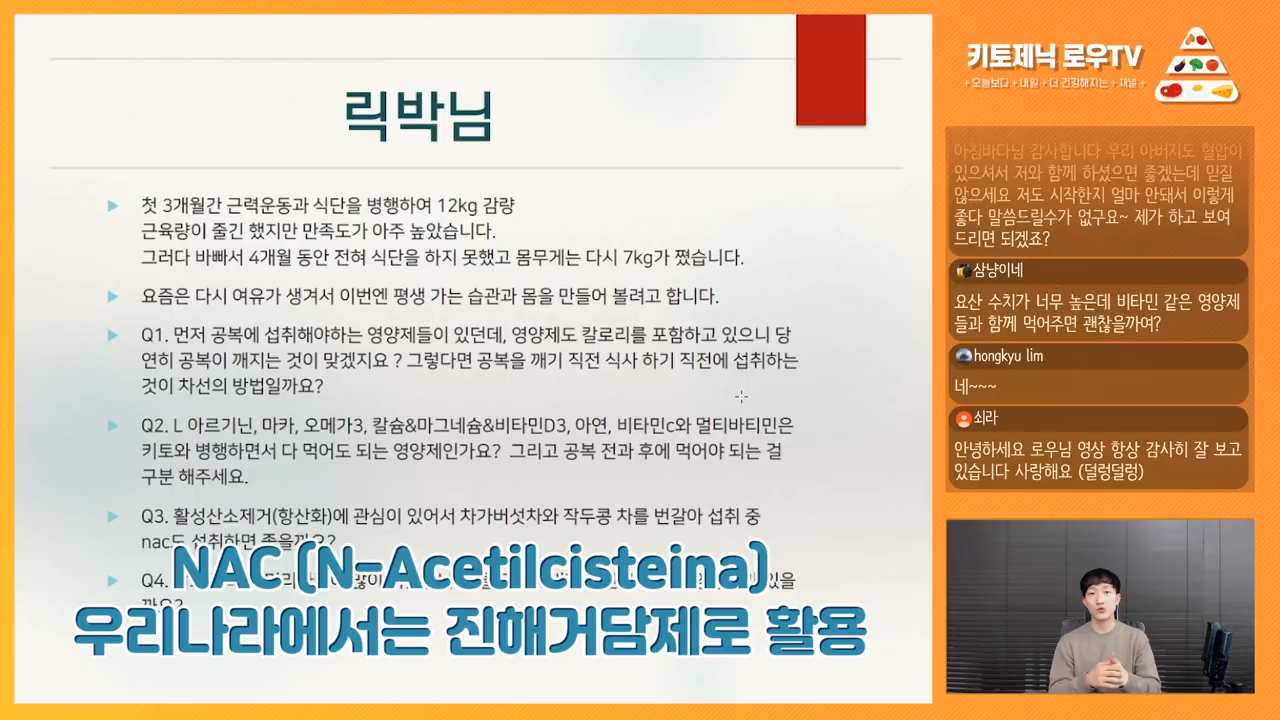 릭박님
첫 3개월간 근력운동과 식단을 병행하여 12kg 감량
근육량이 줄긴 했지만 만족도가 아주 높았습니다.
그러다 바빠서 4개월 동안 전혀 식단을 하지 못했고 몸무게는 다시 7kg가 쪘습니다.
요즘은 다시 여유가 생겨서 이번엔 평생 가는 습관과 몸을 만들어 볼려고 합니다.
Q1. 먼저 공복에 섭취해야하는 영양제들이 있던데, 영양제도 칼로리를 포함하고 있으니 당
연히 공복이 깨지는 것이 맞겠지요 ? 그렇다면 공복을 깨기 직전 식사 하기 직전에 섭취하는
것이 차선의 방법일까요?
Q2. L 아르기닌, 마카, 오메가3, 칼슘&마그네슘&비타민D3, 아연, 비타민c와 멀티바티민은
키토와 병행하면서 다 먹어도 되는 영양제인가요? 그리고 공복 전과 후에 먹어야 되는 걸
구분 해주세요.
Q3. 활성산소제거(항산화)에 관심이 있어서 차가버섯차와 작두콩 차를 번갈아 섭취 중
nac도 섭취하면 좋을까요?
Q4.
있을
까요?
NAC (N-Acetilcisteina)
우리나라에서는 진해거담제로 활용
키토제닉 로우TV
+ 오늘보다 + 내일 + 더 건강해지는 + 채널 +
아침바다님 감사합니다 우리 아버지도 혈압이
있으셔서 저와 함께 하셨으면 좋겠는데 믿질
않으세요 저도 시작한지 얼마 안돼서 이렇게
좋다 말씀드릴수가 없구요~ 제가 하고 보여
드리면 되겠죠?
삼냥이네
요산 수치가 너무 높은데 비타민 같은 영양제
들과 함께 먹어주면 괜찮을까여?
hongkyu lim
네~~~
쇠라
안녕하세요 로우님 영상 항상 감사히 잘 보고
있습니다 사랑해요 (덜렁덜렁)